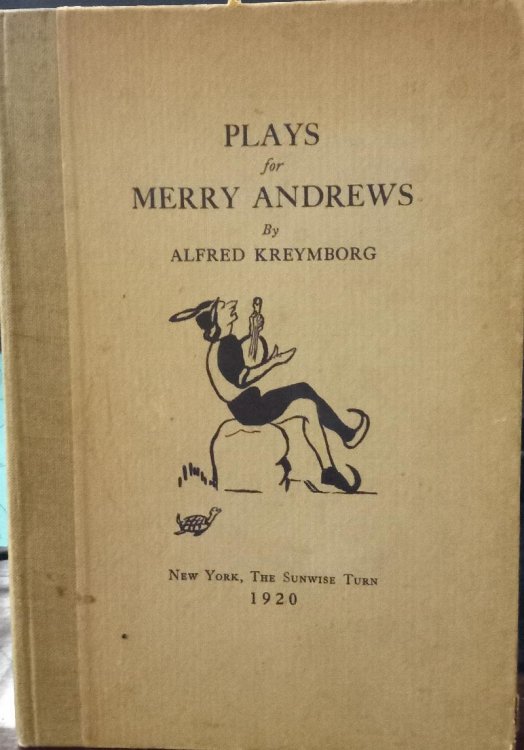 PLAYS
for
MERRY ANDREWS
By
ALFRED KREYMBORG
NEW YORK, THE SUNWISE TURN
1920